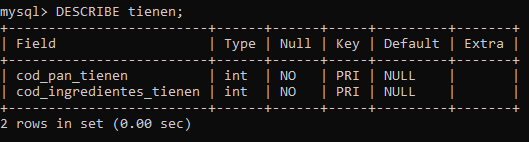 mysql> DESCRIBE tienen;
+-------------------------+------+------+-----+---------+-------+
| Field                   | Type | Null | Key | Default | Extra |
+-------------------------+------+------+-----+---------+-------+
| cod_pan_tienen          | int  | NO   | PRI | NULL    |       |
| cod_ingredientes_tienen | int  | NO   | PRI | NULL    |       |
+-------------------------+------+------+-----+---------+-------+
2 rows in set (0.00 sec)